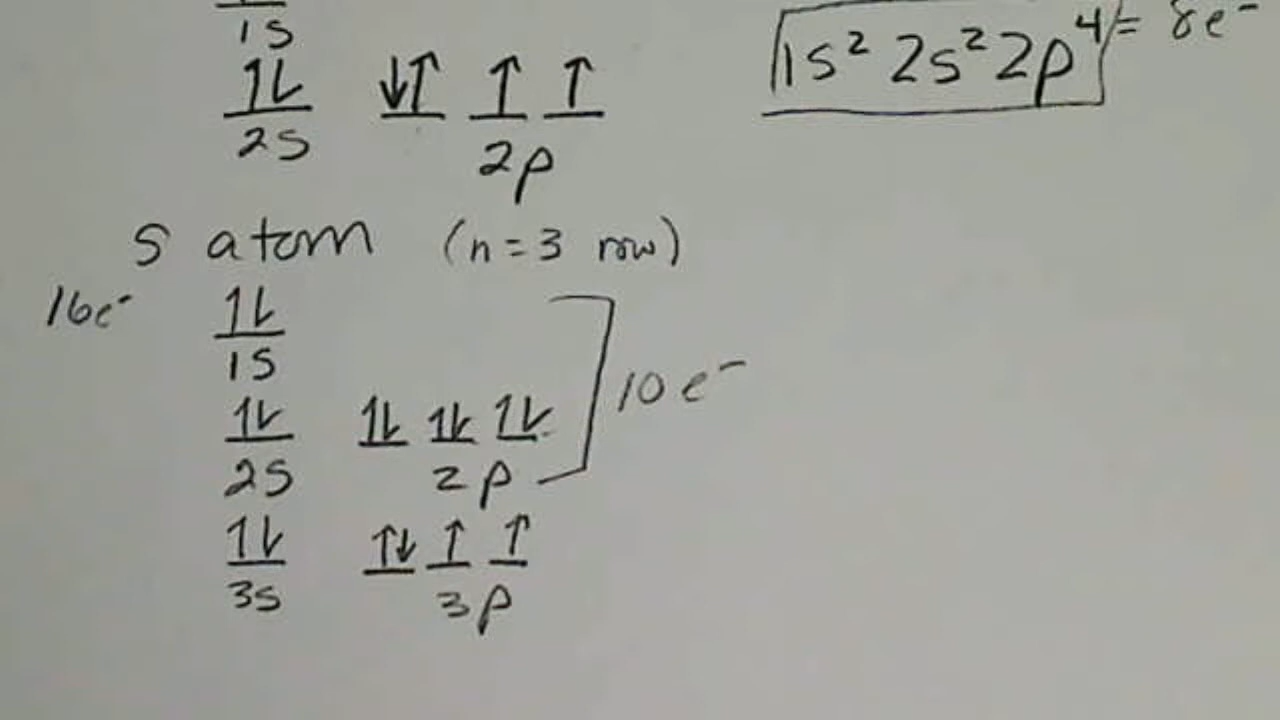 1s
1s² 2s² 2p⁴ = 8e⁻
↿⇂ ↓↑ ↑ ↑
2s 2p
S atom (n=3 row)
16e⁻ ↿⇂
1s
10e⁻
↿⇂ ↿⇂ ↿⇂ ↿⇂
2s 2p
↿⇂ ↑↓ ↑ ↑
3s 3p